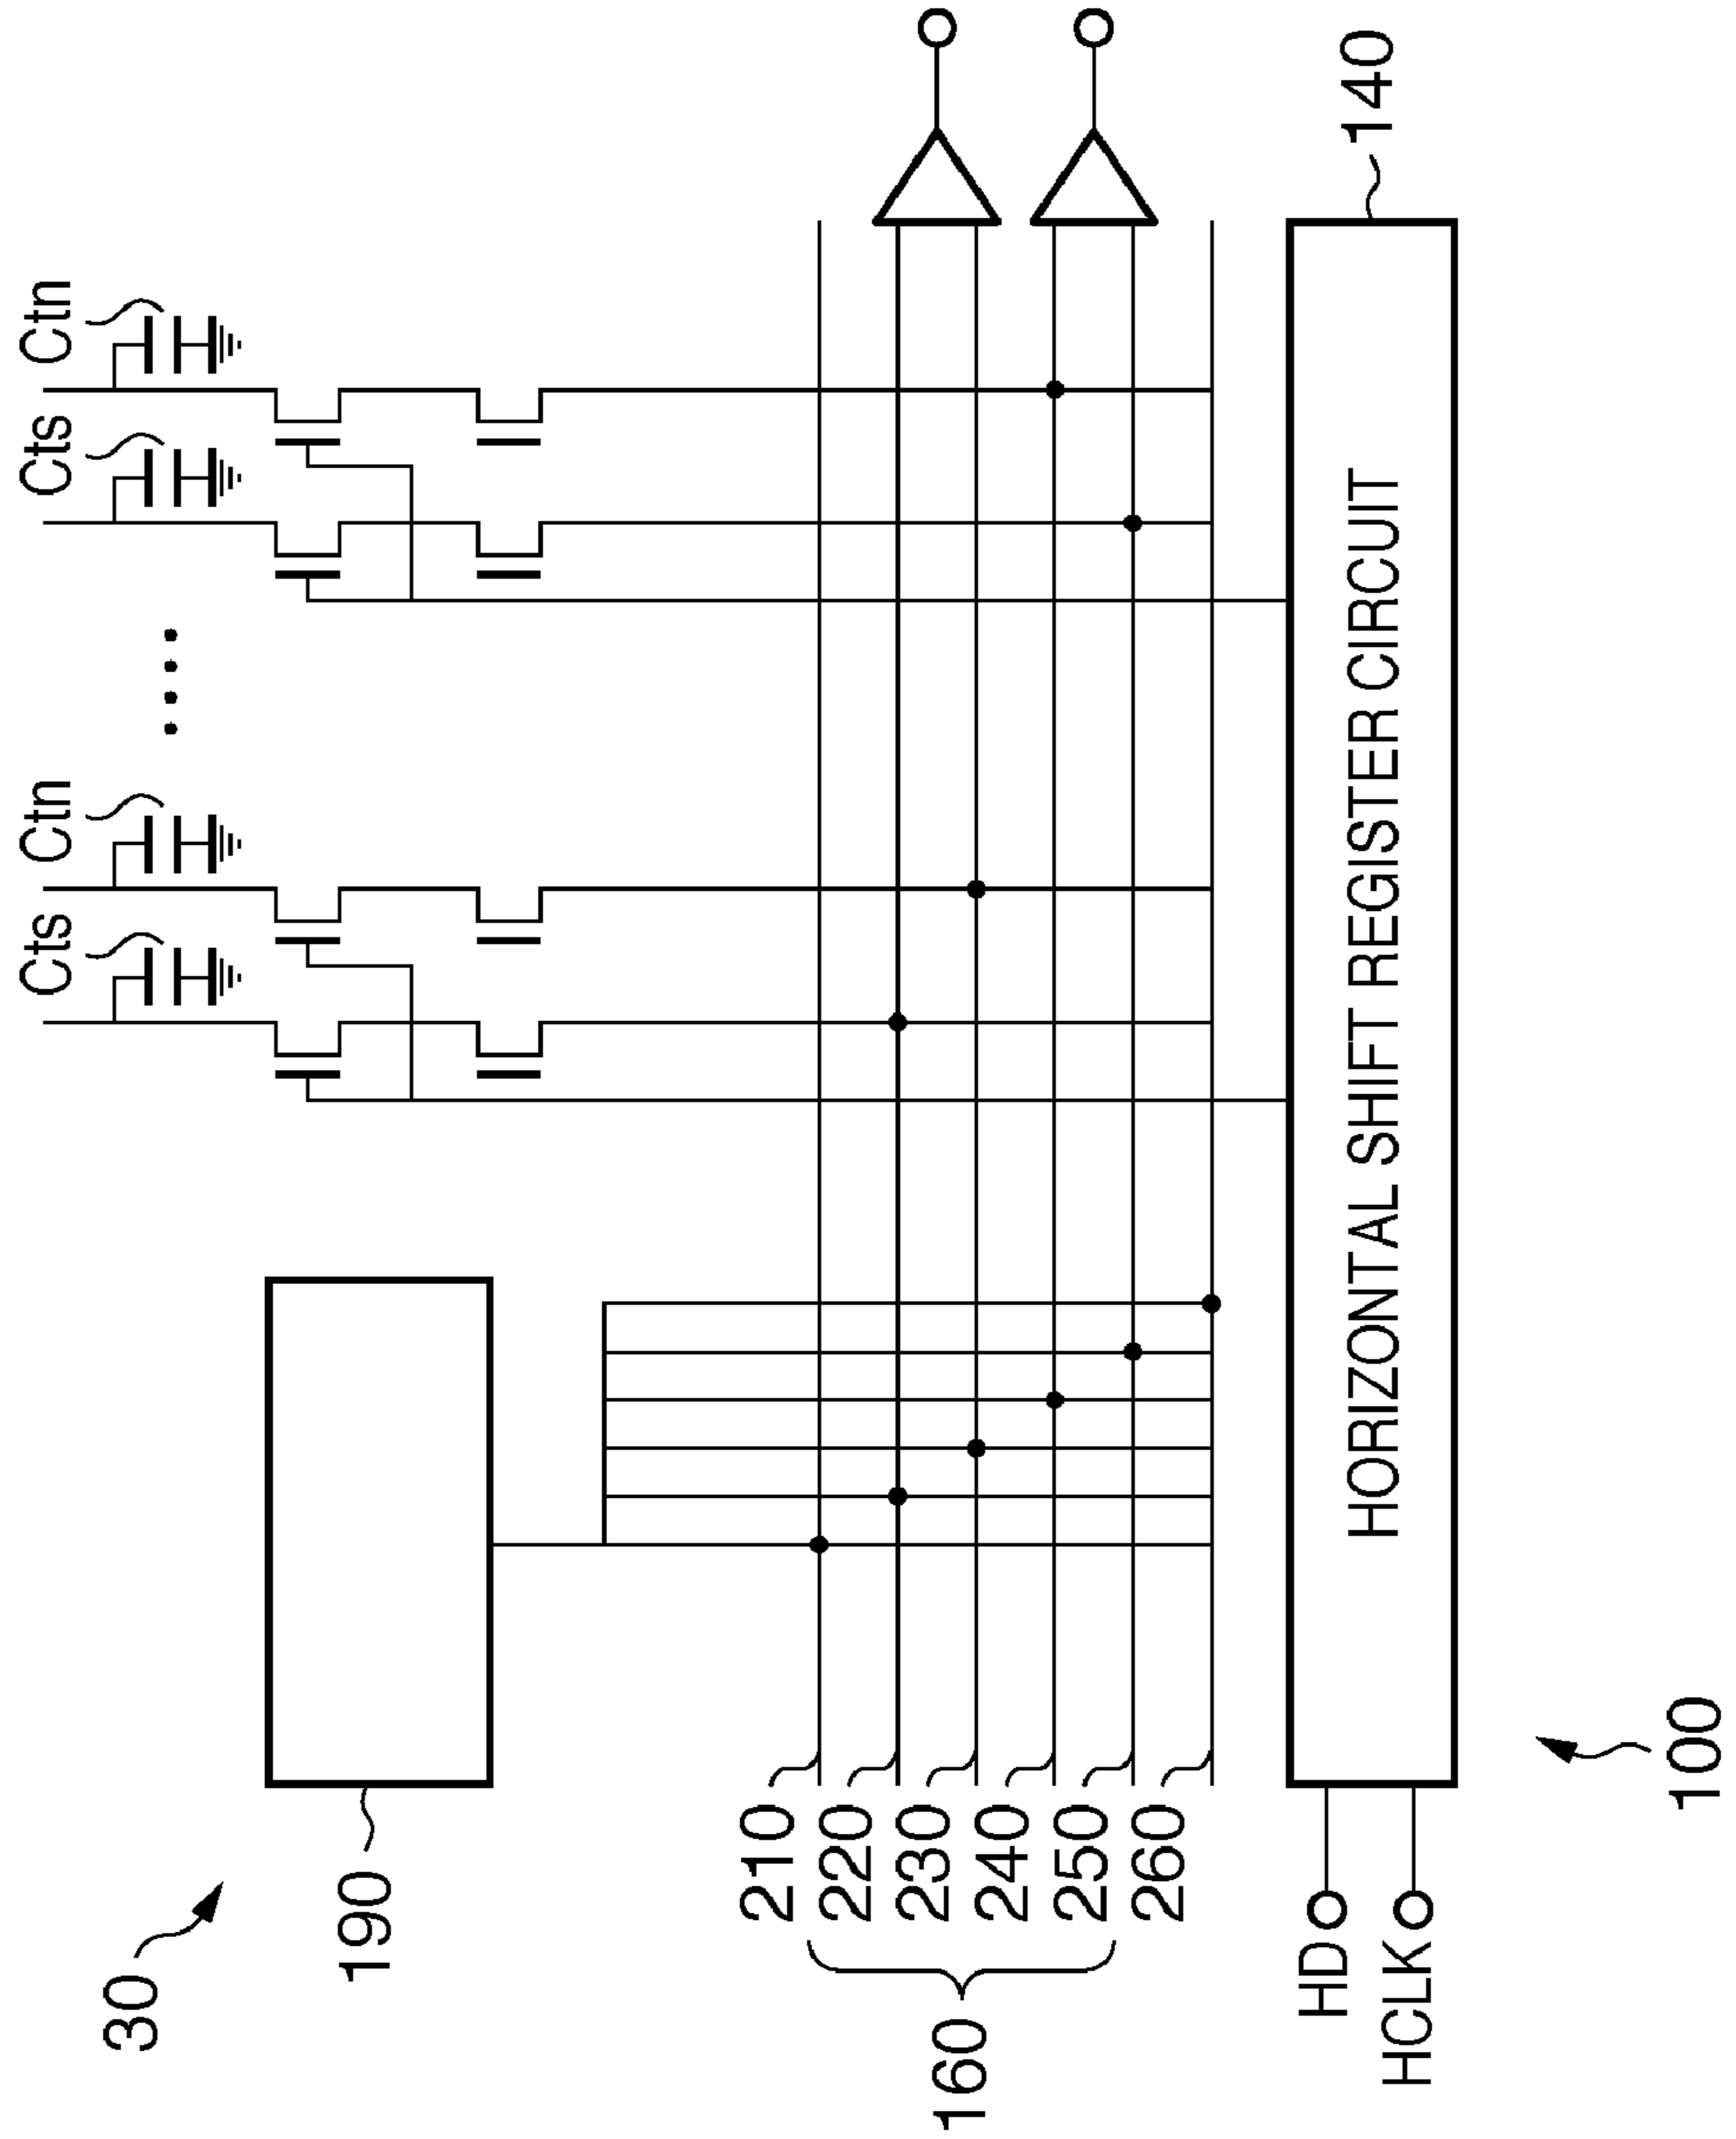 30
190
Cts
Ctn
Cts
Ctn
160
210
220
230
240
250
260
HD
HCLK
HORIZONTAL SHIFT REGISTER CIRCUIT
140
100